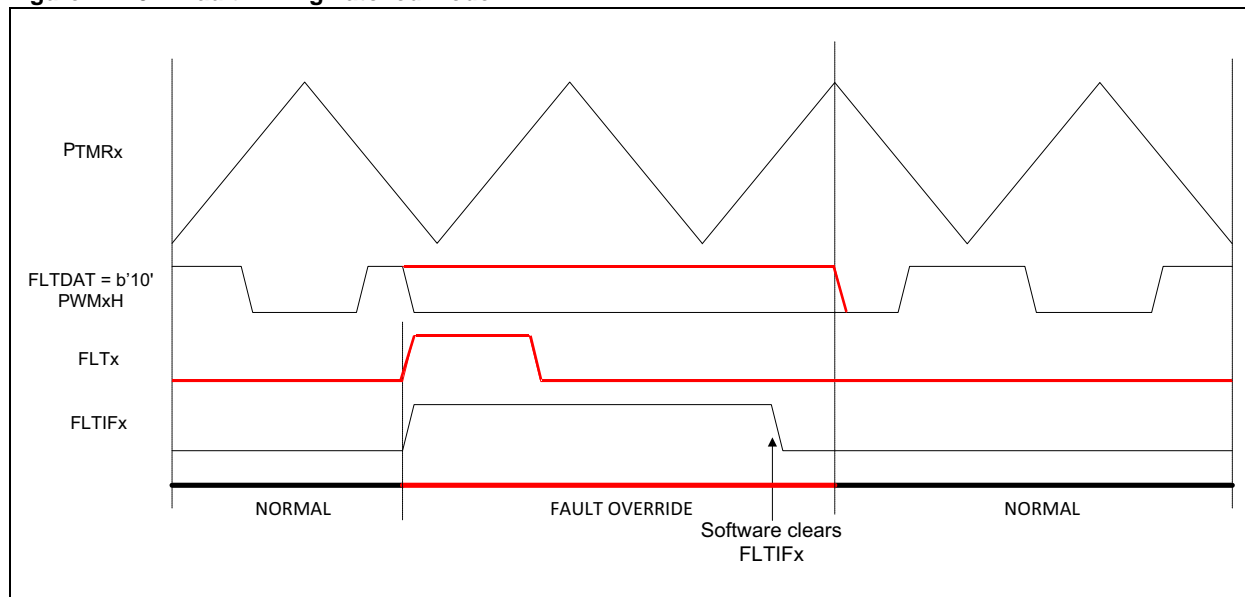 PTMRx
FLTDAT = b'10'
PWMxH
FLTx
FLTIFx
NORMAL
FAULT OVERRIDE
NORMAL
Software clears
FLTIFx